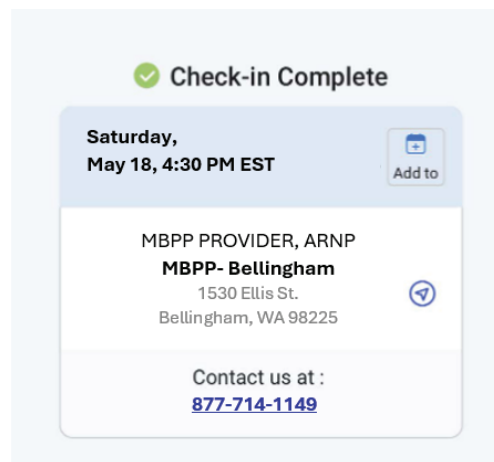 Check-in Complete
Saturday,
May 18, 4:30 PM EST
Add to
MBPP PROVIDER, ARNP
MBPP- Bellingham
1530 Ellis St.
Bellingham, WA 98225
Contact us at :
877-714-1149